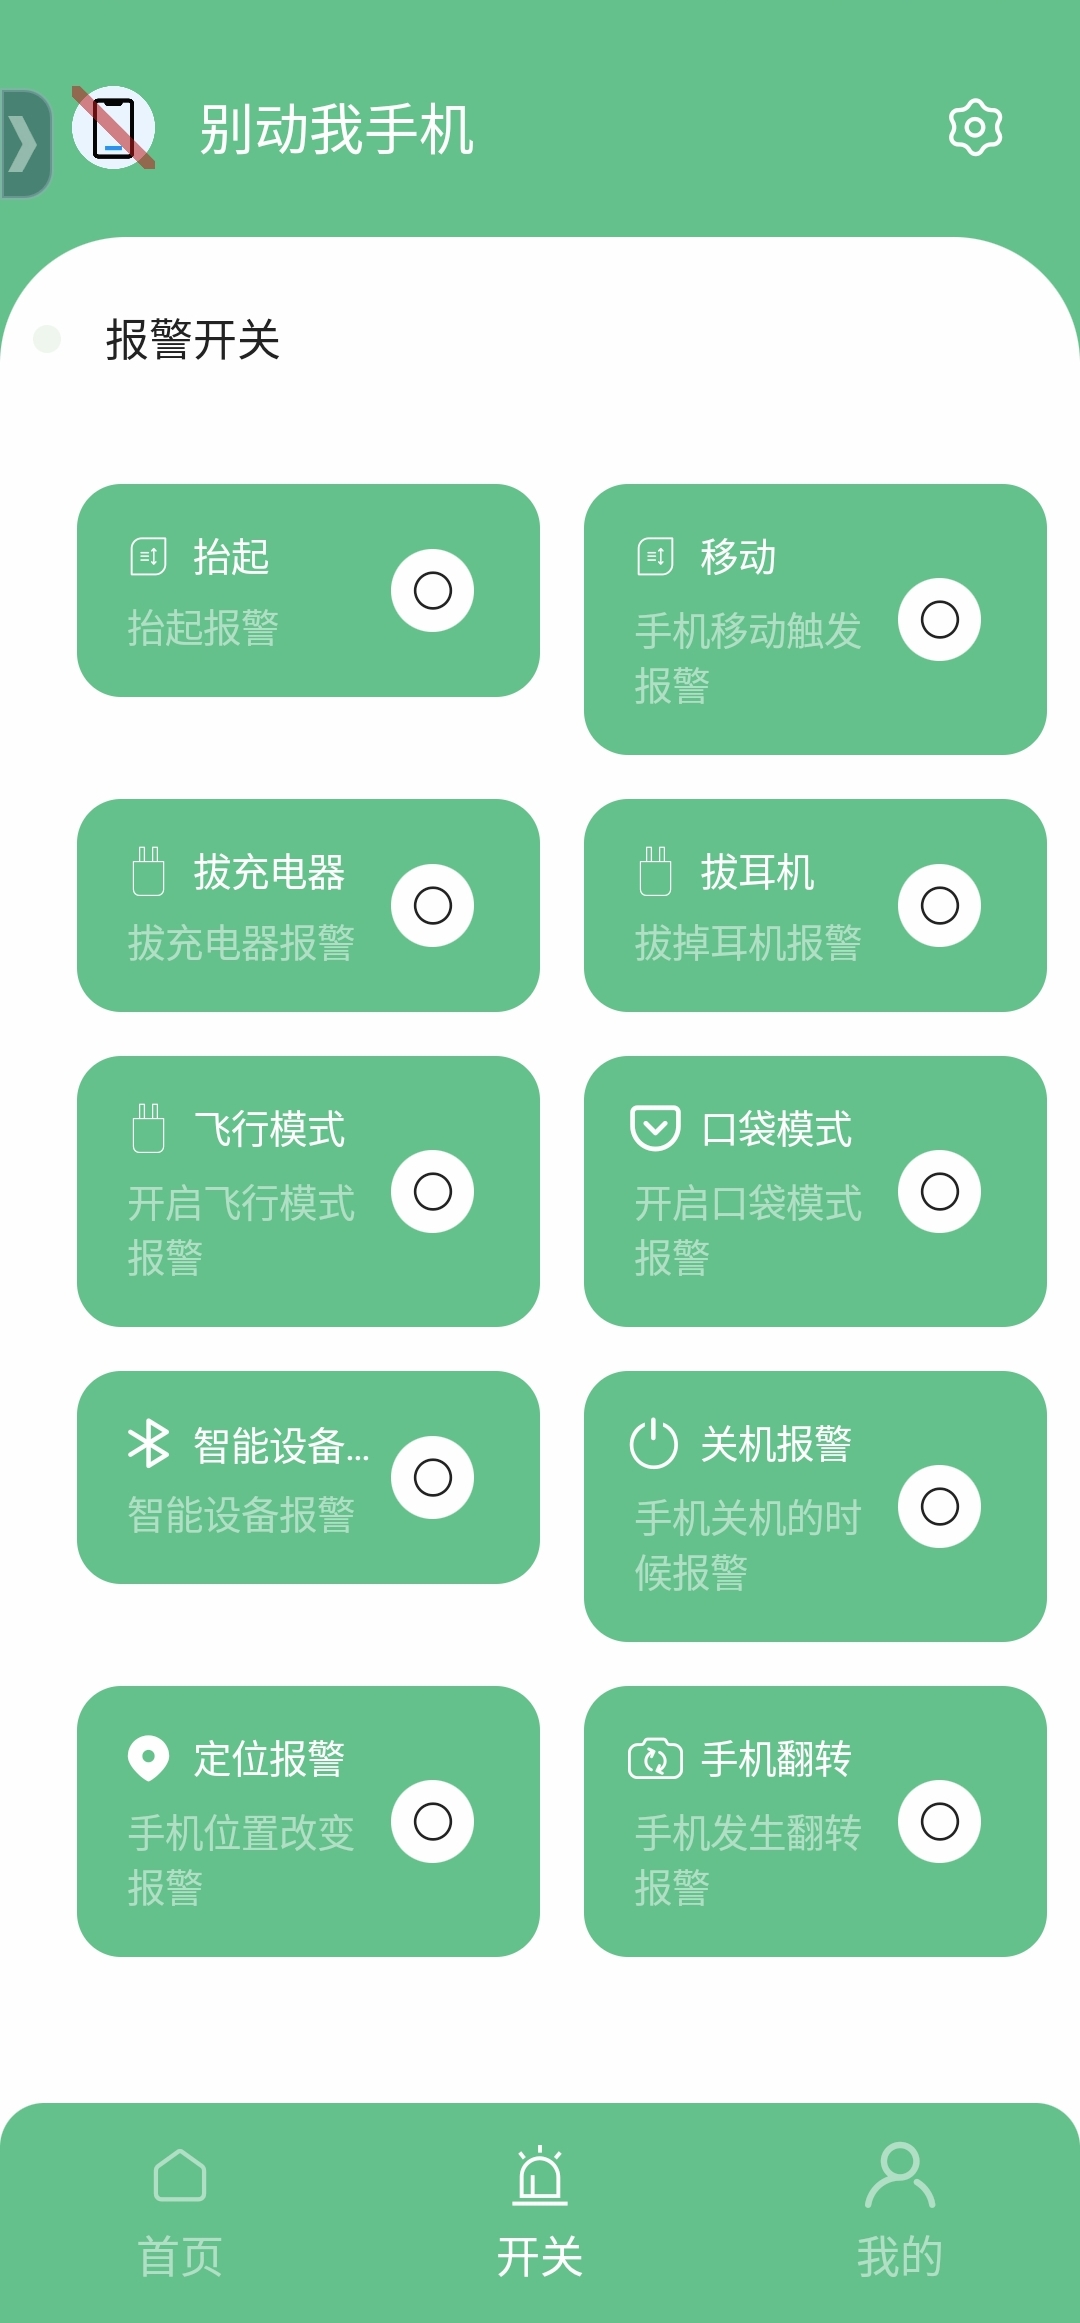 别动我手机
报警开关
抬起
抬起报警
移动
手机移动触发
报警
拔充电器
拔充电器报警
拔耳机
拔掉耳机报警
飞行模式
开启飞行模式
报警
口袋模式
开启口袋模式
报警
智能设备...
智能设备报警
关机报警
手机关机的时
候报警
定位报警
手机位置改变
报警
手机翻转
手机发生翻转
报警
首页
开关
我的